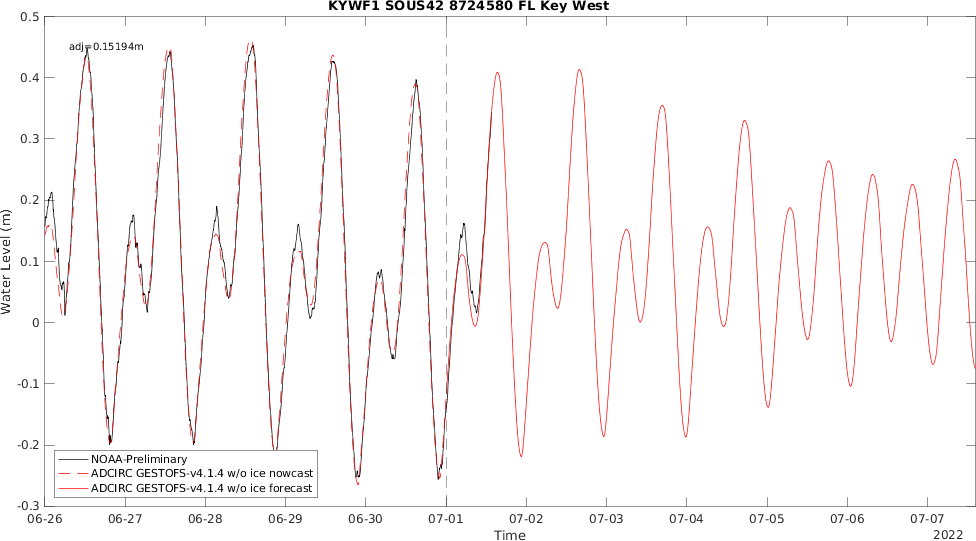 KYWF1 SOUS42 8724580 FL Key West
adj=0.15194m
0.5
0.4
0.3
0.2
0.1
0
-0.1
-0.2
-0.3
Water Level (m)
NOAA-Preliminary
ADCIRC GESTOFS-v4.1.4 w/o ice nowcast
ADCIRC GESTOFS-v4.1.4 w/o ice forecast
06-26 06-27 06-28 06-29 06-30 07-01 07-02 07-03 07-04 07-05 07-06 07-07
Time
2022